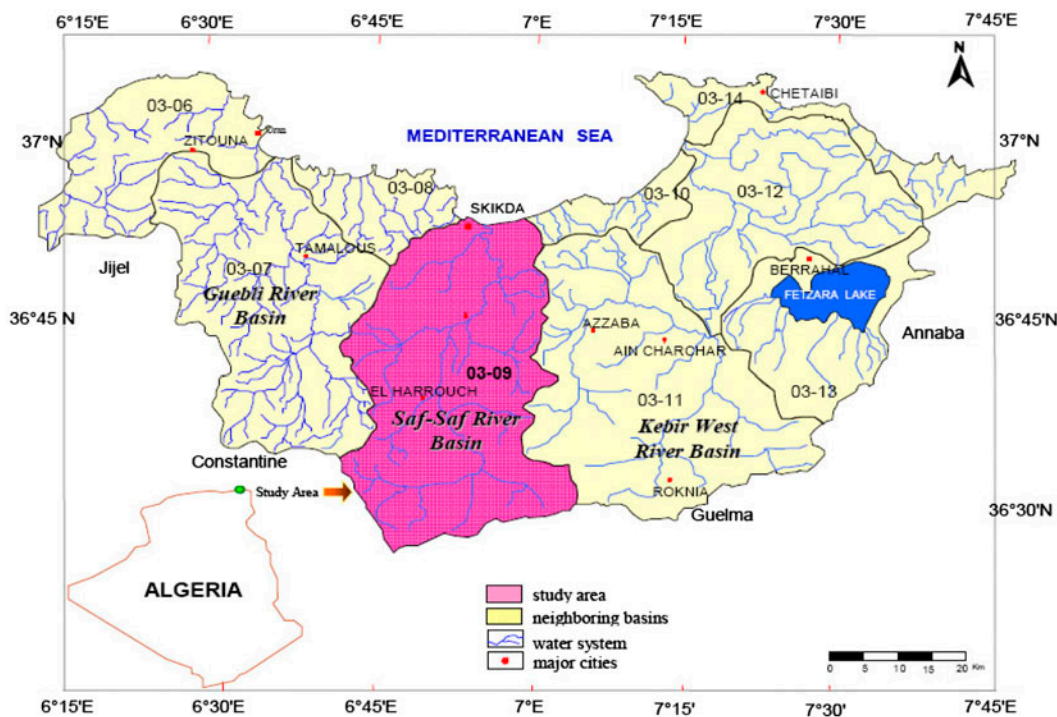 6°15'E
6°30'E
6°45'E
7°E
7°15'E
7°30'E
7°45'E
N
03-06
03-14
CHETAIBI
37°N
ZITOUNA
MEDITERRANEAN SEA
37°N
03-08
03-10
03-12
SKIKDA
TAMALOUS
Jijel
03-07
BERRAHAL
Guebli River
Basin
FETZARA LAKE
36°45 N
36°45'N
AZZABA
Annaba
AIN CHARCHAR
03-09
EL HARROUCH
03-11
03-13
Saf-Saf River
Basin
Kebir West
River Basin
Constantine
Study Area
ROKNIA
Guelma
36°30'N
ALGERIA
study area
neighboring basins
water system
major cities
0 5 10 15 20 Km
6°15'E
6°30'E
6°45'E
7°E
7°15'E
7°30'E
7°45'E